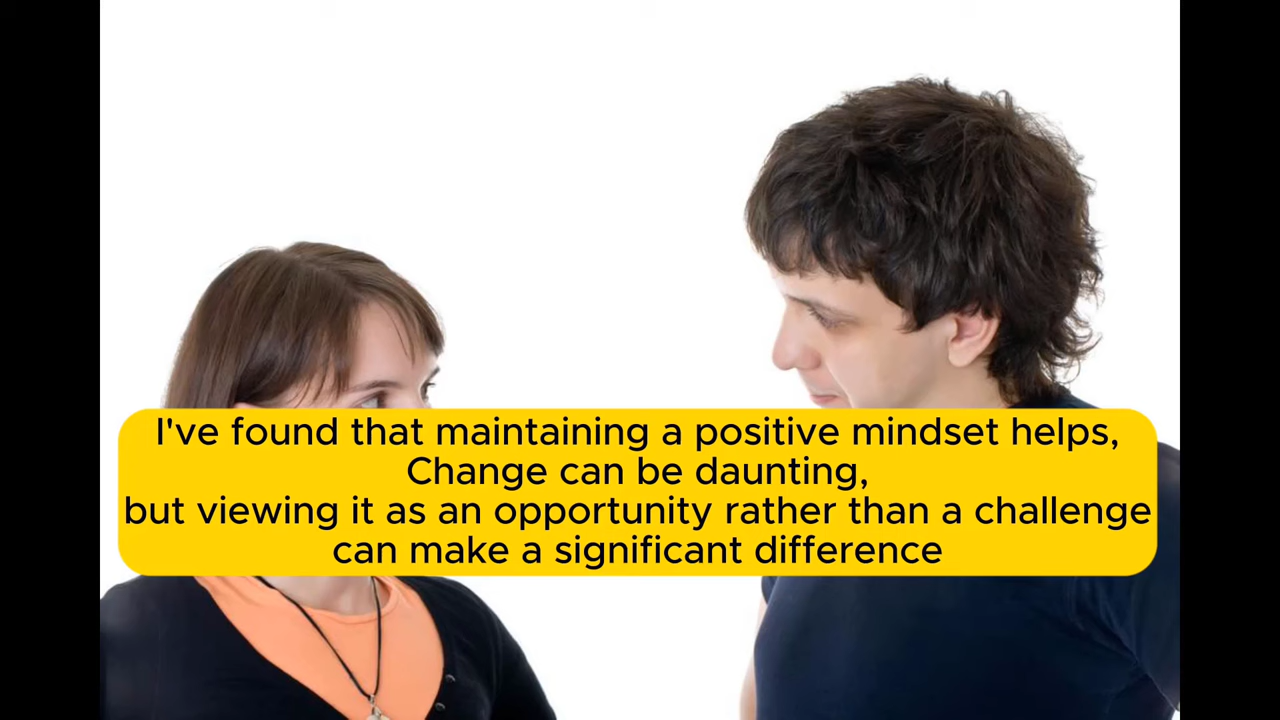 I've found that maintaining a positive mindset helps,
Change can be daunting,
but viewing it as an opportunity rather than a challenge
can make a significant difference